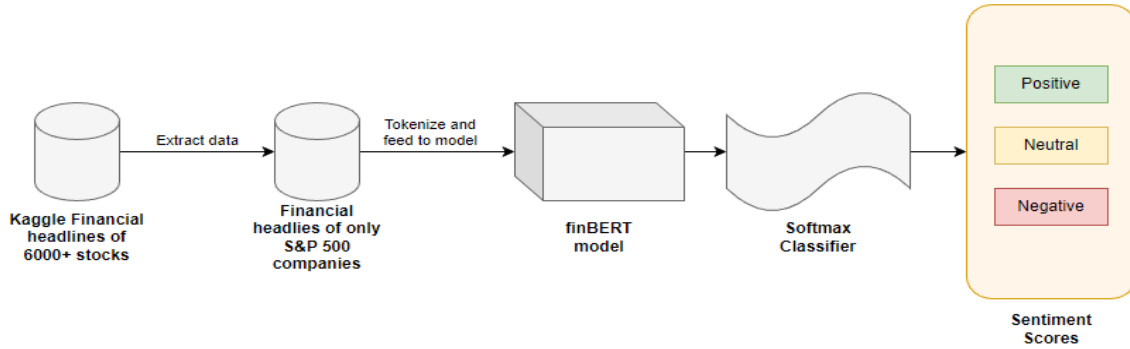 Kaggle Financial
headlines of
6000+ stocks
Extract data
Financial
headlies of only
S&P 500
companies
Tokenize and
feed to model
finBERT
model
Softmax
Classifier
Positive
Neutral
Negative
Sentiment
Scores